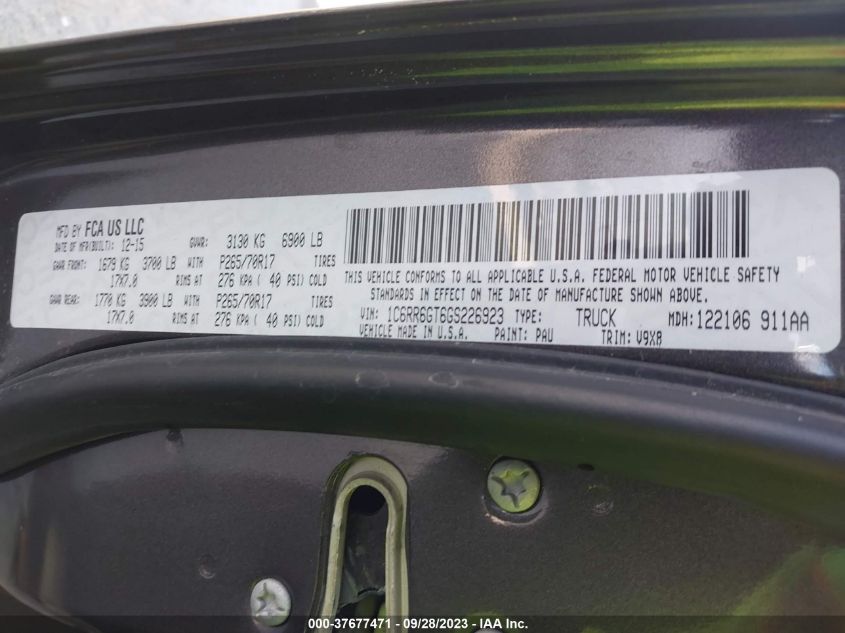 MFD BY FCA US LLC
DATE OF MFR(BUILT): 12-15 GVWR: 3130 KG 6900 LB
GAWR FRONT: 1679 KG 3700 LB WITH P265/70R17 TIRES
17X7.0 RIMS AT 276 KPA ( 40 PSI) COLD
GAWR REAR: 1770 KG 3900 LB WITH P265/70R17 TIRES
17X7.0 RIMS AT 276 KPA ( 40 PSI) COLD
THIS VEHICLE CONFORMS TO ALL APPLICABLE U.S.A. FEDERAL MOTOR VEHICLE SAFETY
STANDARDS IN EFFECT ON THE DATE OF MANUFACTURE SHOWN ABOVE.
VIN: 1C6RR6GT6GS226923 TYPE: TRUCK MDH: 122106 911AA
VEHICLE MADE IN U.S.A. PAINT: PAU TRIM: V9X8
000-37677471 - 09/28/2023 - IAA Inc.